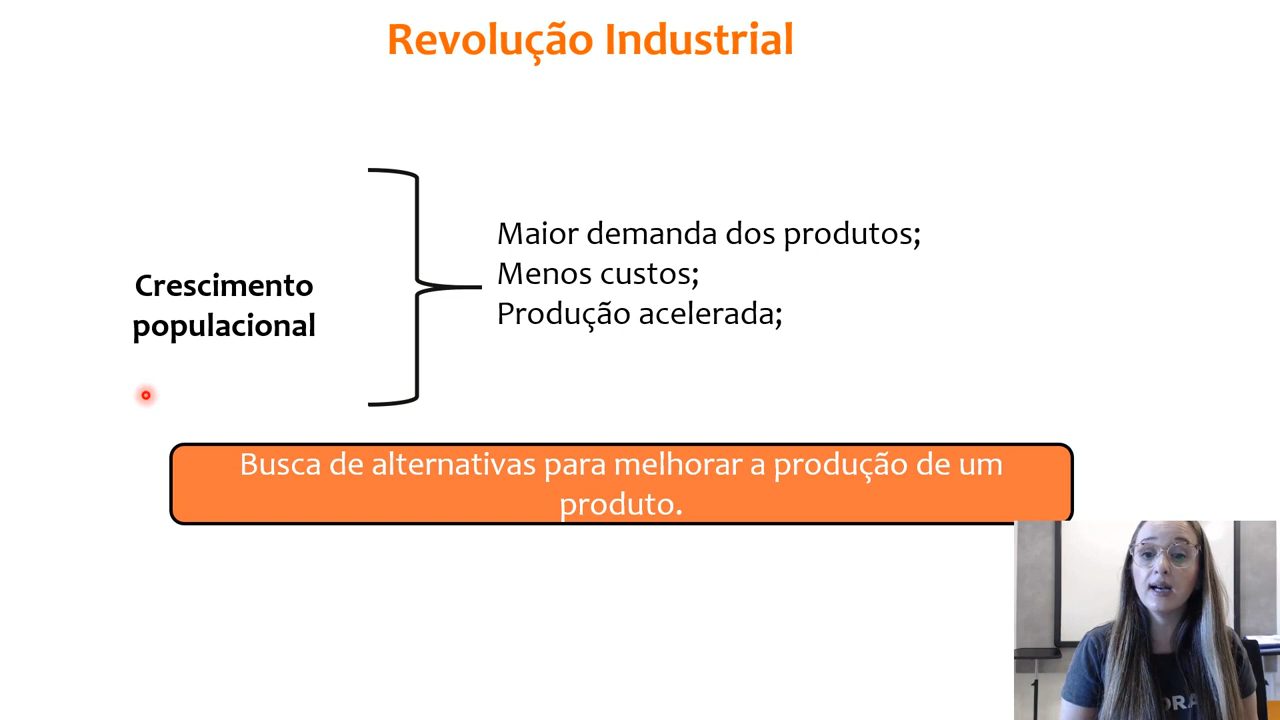 Revolução Industrial
Maior demanda dos produtos;
Menos custos;
Produção acelerada;
Crescimento
populacional
Busca de alternativas para melhorar a produção de um
produto.